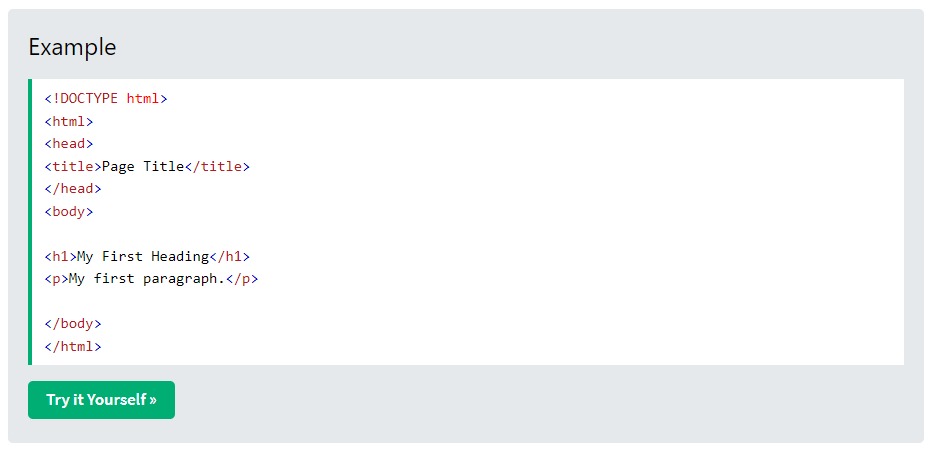 Example
<!DOCTYPE html>
<html>
<head>
<title>Page Title</title>
</head>
<body>
<h1>My First Heading</h1>
<p>My first paragraph.</p>
</body>
</html>
Try it Yourself »